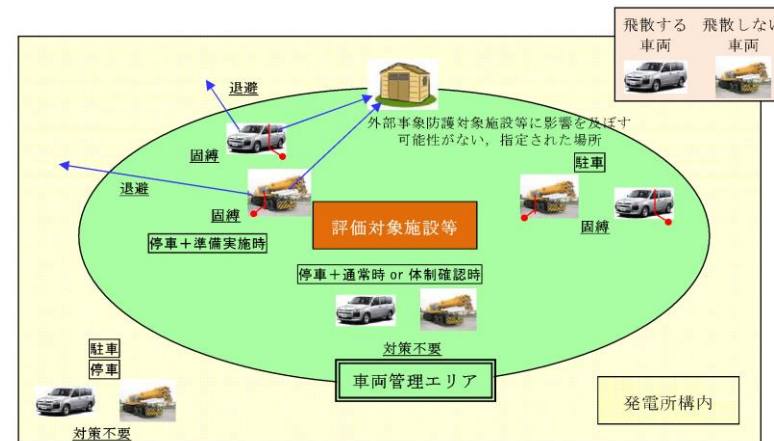 飛散する 飛散しない
車両 車両
退避
外部事象防護対象施設等に影響を及ぼす
可能性がない，指定された場所
固縛
駐車
退避
固縛
固縛
評価対象施設等
停車＋準備実施時
停車＋通常時 or 体制確認時
対策不要
駐車
停車
車両管理エリア
発電所構内
対策不要